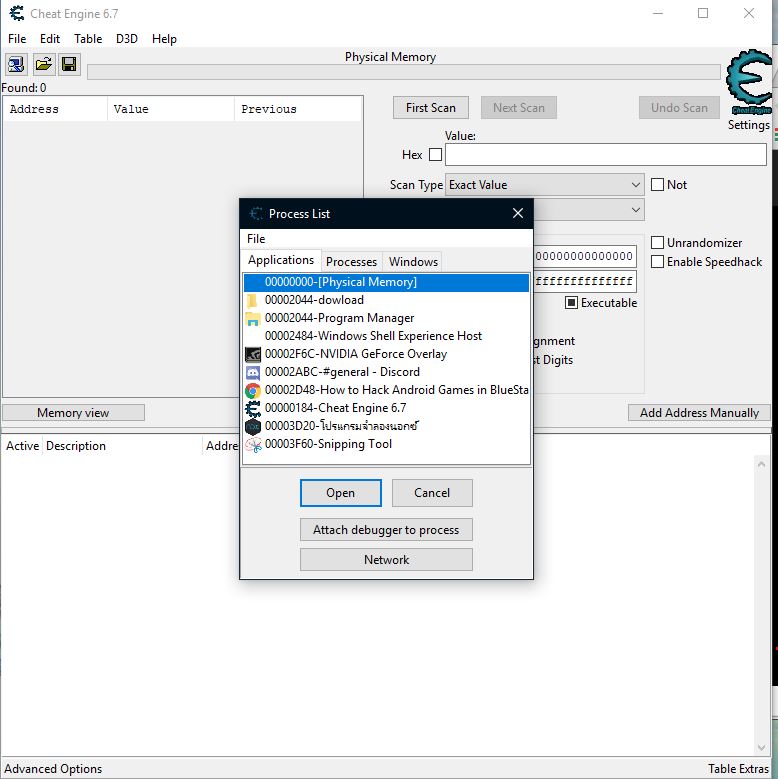 Cheat Engine 6.7
File Edit Table D3D Help
Physical Memory
Found: 0
Address Value Previous
First Scan Next Scan Undo Scan
Cheat Engine
Settings
Value:
Hex
Scan Type Exact Value Not
Process List
File
Applications Processes Windows
00000000-[Physical Memory]
00002044-dowload
00002044-Program Manager
00002484-Windows Shell Experience Host
00002F6C-NVIDIA GeForce Overlay
00002ABC-#general - Discord
00002D48-How to Hack Android Games in BlueSta
00000184-Cheat Engine 6.7
00003D20-โปรแกรมจำลองนอกซ์
00003F60-Snipping Tool
Open Cancel
Attach debugger to process
Network
00000000000000
ffffffffffffff
Executable
Unrandomizer
Enable Speedhack
gnment
st Digits
Memory view Add Address Manually
Active Description Addre
Advanced Options Table Extras